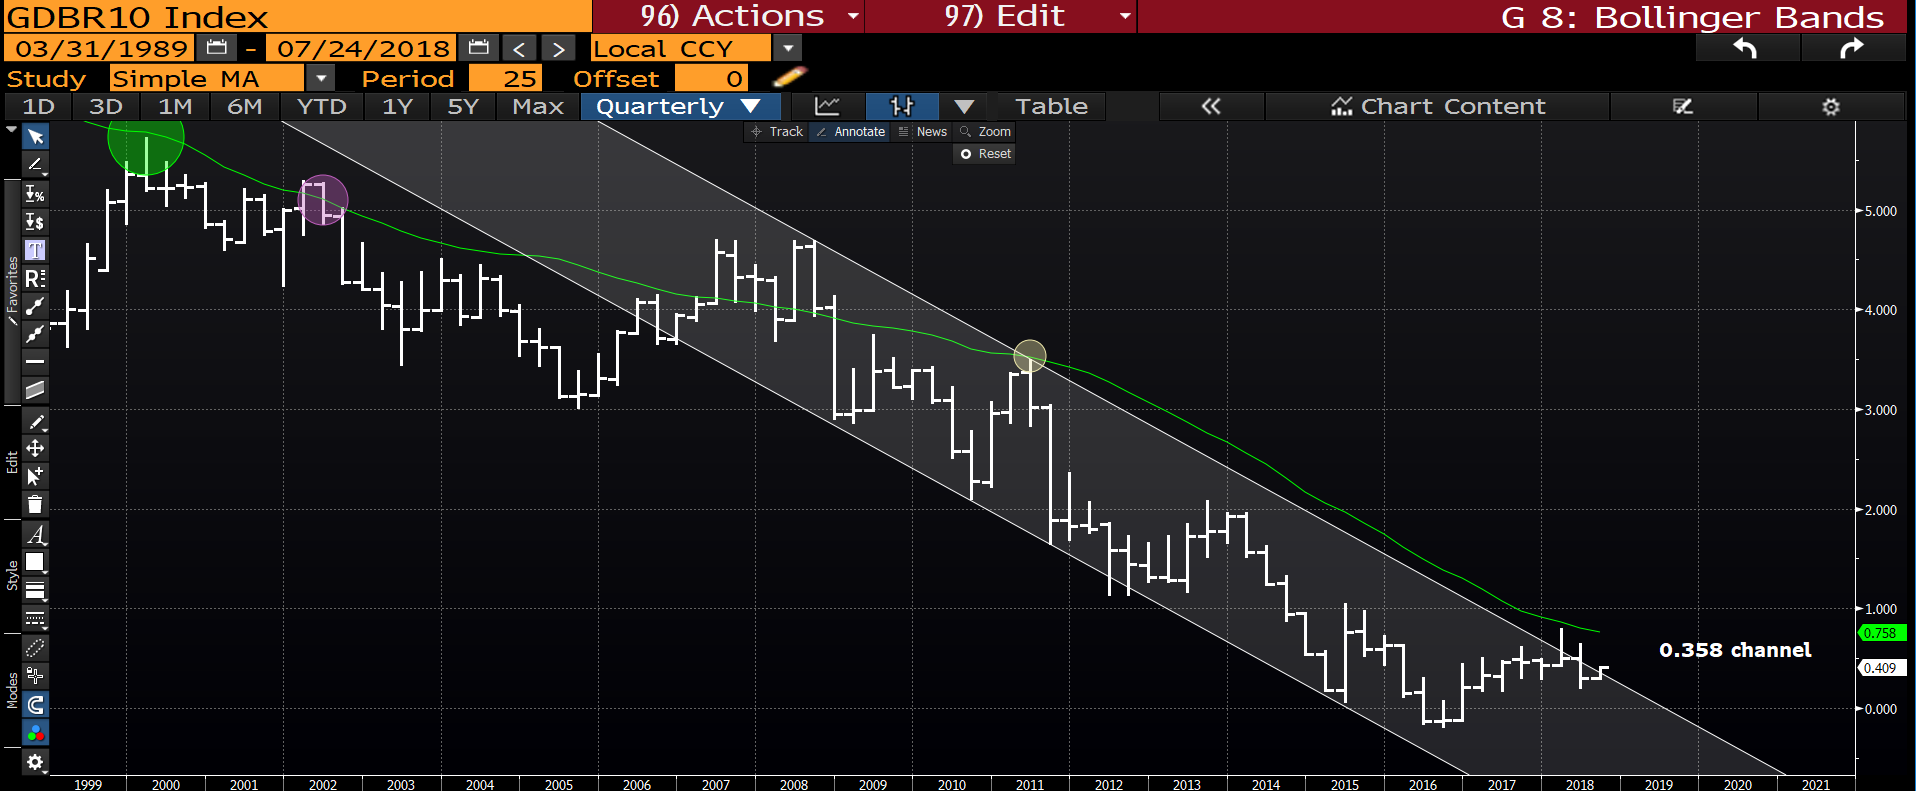 GDBR10 Index 96) Actions 97) Edit G 8: Bollinger Bands
03/31/1989 - 07/24/2018 < > Local CCY
Study Simple MA Period 25 Offset 0
1D 3D 1M 6M YTD 1Y 5Y Max Quarterly Table Chart Content
Track Annotate News Zoom
Reset
Favorites
Edit
Style
Modes
%
$
T
R
A
5.000
4.000
3.000
2.000
1.000
0.758
0.358 channel
0.409
0.000
1999 2000 2001 2002 2003 2004 2005 2006 2007 2008 2009 2010 2011 2012 2013 2014 2015 2016 2017 2018 2019 2020 2021